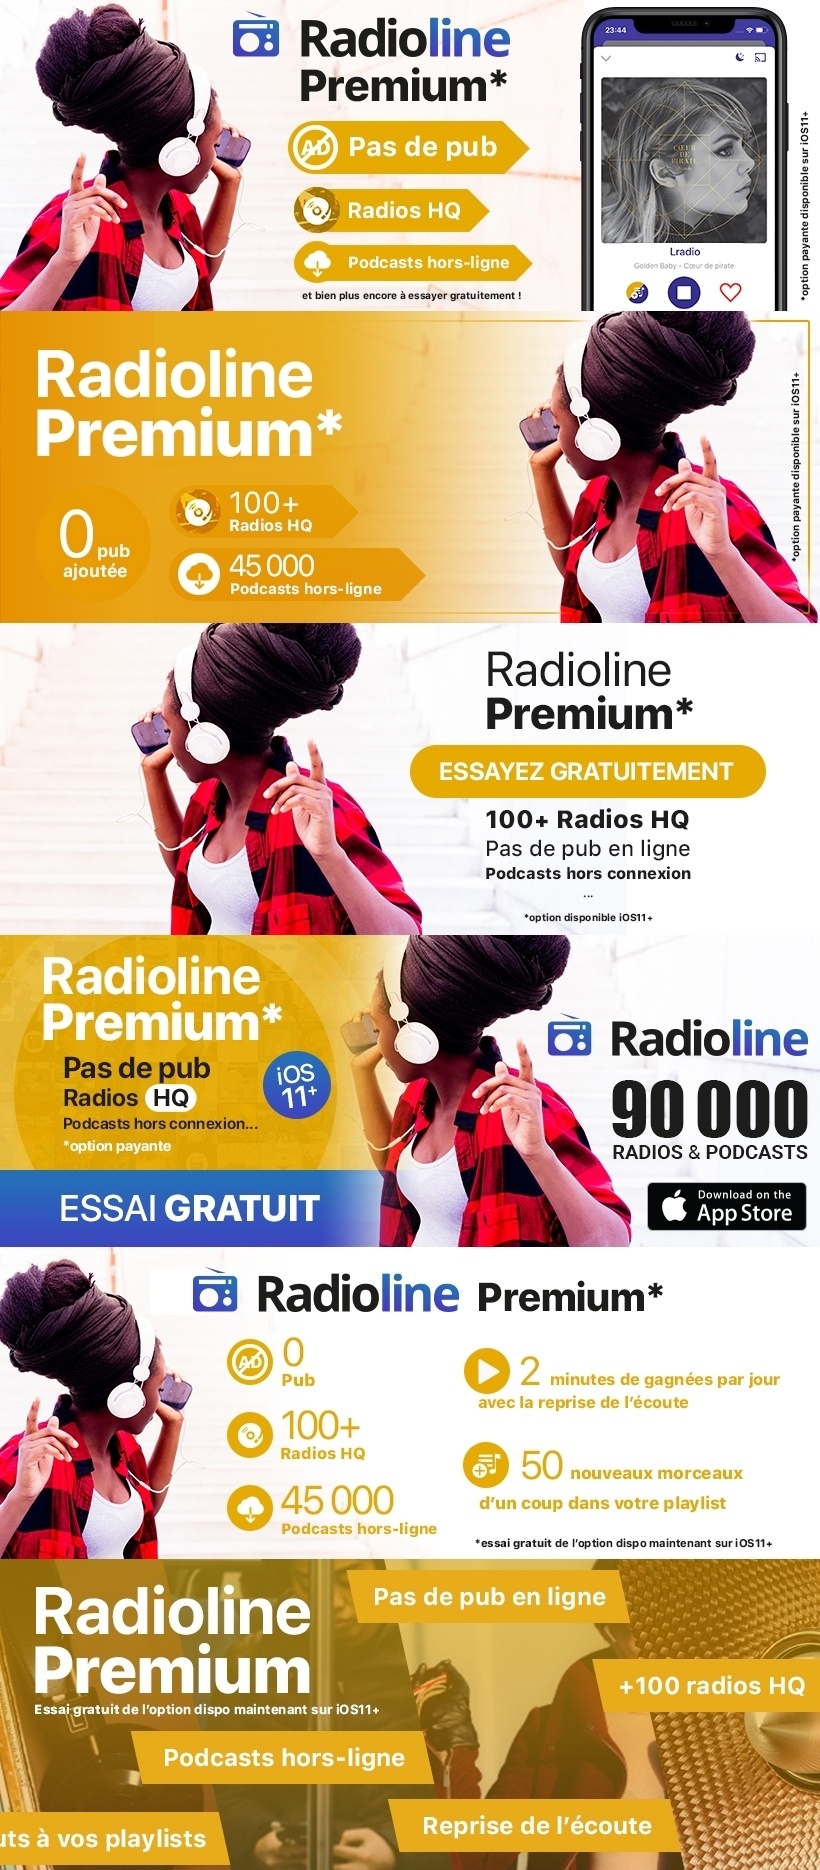 Radioline
Premium*
AD Pas de pub
Radios HQ
Podcasts hors-ligne
et bien plus encore à essayer gratuitement !
23:44
CŒUR
DE
PIRATE
Lradio
Golden Baby - Cœur de pirate
*option payante disponible sur iOS11+
Radioline
Premium*
0 pub
ajoutée
100+
Radios HQ
45 000
Podcasts hors-ligne
*option payante disponible sur iOS11+
Radioline
Premium*
ESSAYEZ GRATUITEMENT
100+ Radios HQ
Pas de pub en ligne
Podcasts hors connexion
...
*option disponible iOS11+
Radioline
Premium*
Pas de pub
Radios HQ
Podcasts hors connexion...
*option payante
iOS
11+
ESSAI GRATUIT
Radioline
90 000
RADIOS & PODCASTS
Download on the
App Store
Radioline Premium*
AD 0
Pub
100+
Radios HQ
45 000
Podcasts hors-ligne
2 minutes de gagnées par jour
avec la reprise de l'écoute
50 nouveaux morceaux
d'un coup dans votre playlist
*essai gratuit de l'option dispo maintenant sur iOS11+
Radioline
Premium
Essai gratuit de l'option dispo maintenant sur iOS11+
Pas de pub en ligne
+100 radios HQ
Podcasts hors-ligne
Reprise de l'écoute
uts à vos playlists